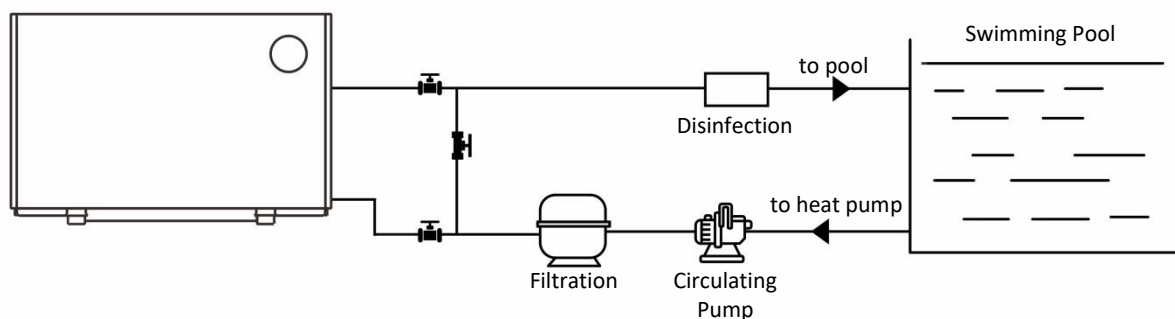 Swimming Pool
to pool
Disinfection
to heat pump
Filtration
Circulating
Pump